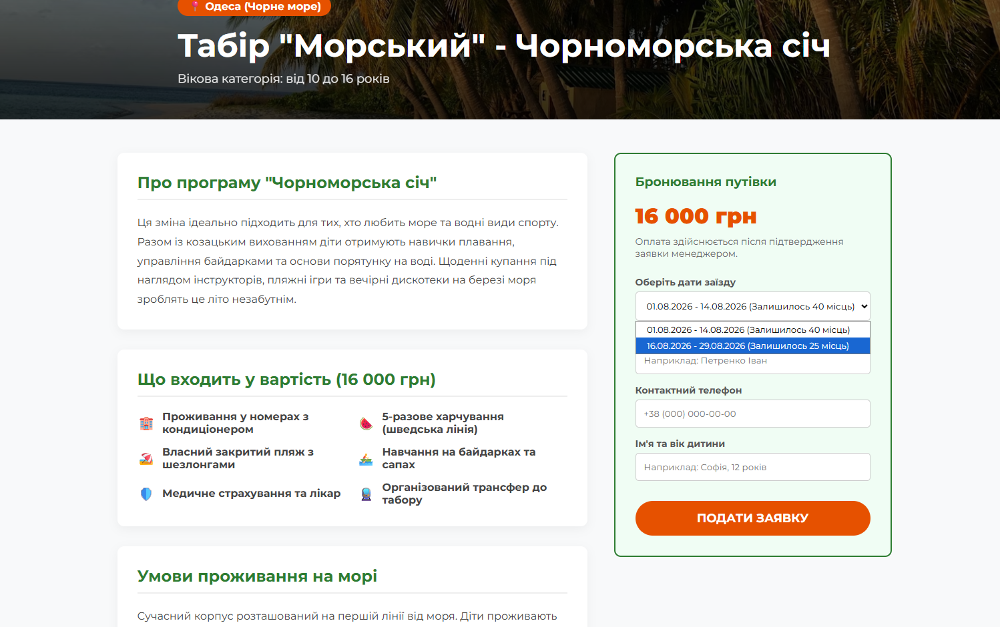 Одеса (Чорне море)
Табір "Морський" - Чорноморська січ
Вікова категорія: від 10 до 16 років
Про програму "Чорноморська січ"
Ця зміна ідеально підходить для тих, хто любить море та водні види спорту.
Разом із козацьким вихованням діти отримують навички плавання,
управління байдарками та основи порятунку на воді. Щоденні купання під
наглядом інструкторів, пляжні ігри та вечірні дискотеки на березі моря
зроблять це літо незабутнім.
Що входить у вартість (16 000 грн)
Проживання у номерах з
кондиціонером
5-разове харчування
(шведська лінія)
Власний закритий пляж з
шезлонгами
Навчання на байдарках та
сапах
Медичне страхування та лікар
Організований трансфер до
табору
Умови проживання на морі
Сучасний корпус розташований на першій лінії від моря. Діти проживають
Бронювання путівки
16 000 грн
Оплата здійснюється після підтвердження
заявки менеджером.
Оберіть дати заїзду
01.08.2026 - 14.08.2026 (Залишилось 40 місць)
01.08.2026 - 14.08.2026 (Залишилось 40 місць)
16.08.2026 - 29.08.2026 (Залишилось 25 місць)
Наприклад: Петренко Іван
Контактний телефон
+38 (000) 000-00-00
Ім'я та вік дитини
Наприклад: Софія, 12 років
ПОДАТИ ЗАЯВКУ